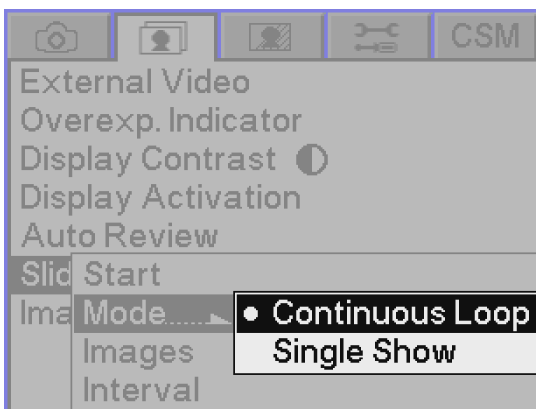 CSM
External Video
Overexp. Indicator
Display Contrast
Display Activation
Auto Review
Slid Start
Ima Mode...... Continuous Loop
Images Single Show
Interval